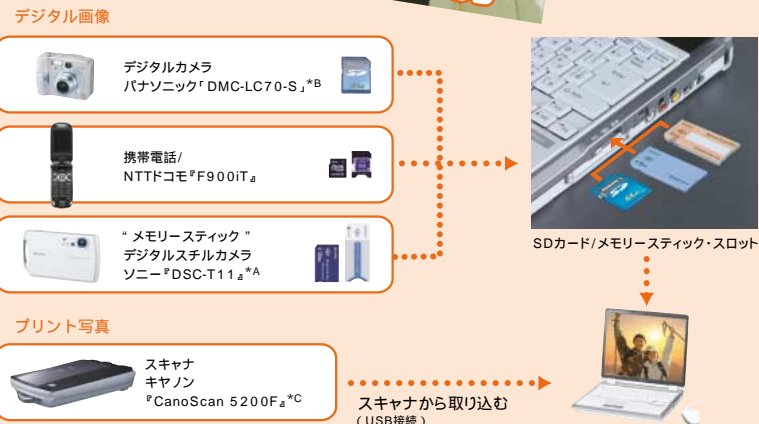 デジタル画像
デジタルカメラ
パナソニック「DMC-LC70-S」*B
携帯電話/
NTTドコモ『F900iT』
SDカード/メモリースティック・スロット
“メモリースティック”
デジタルスチルカメラ
ソニー『DSC-T11』*A
プリント写真
スキャナ
キヤノン
『CanoScan 5200F』*C
スキャナから取り込む
(USB接続)